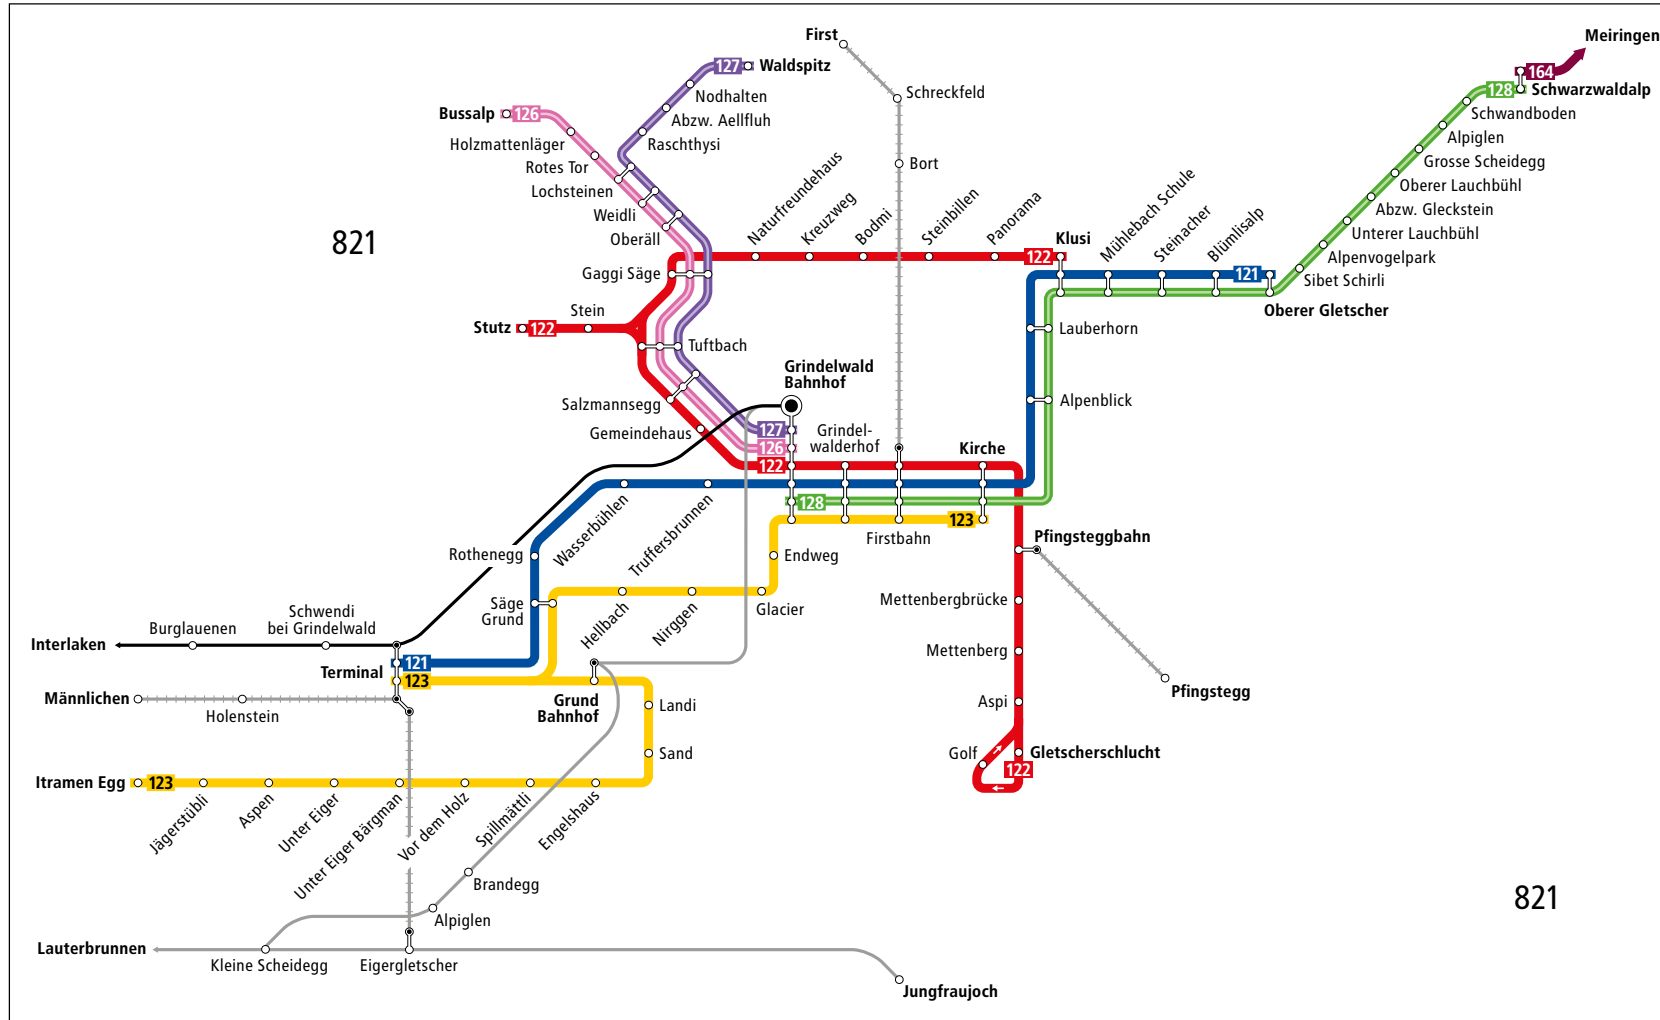 First
Meiringen
127
Waldspitz
164
128
Schwarzwaldalp
Nodhalten
Schreckfeld
Schwandboden
Bussalp
126
Abzw. Aellfluh
Alpiglen
Holzmattenläger
Raschthysi
Grosse Scheidegg
Rotes Tor
Bort
Oberer Lauchbühl
Lochsteinen
Naturfreundehaus
Kreuzweg
Bodmi
Steinbillen
Panorama
Mühlebach Schule
Steinacher
Blümlisalp
Abzw. Gleckstein
Weidli
Unterer Lauchbühl
Oberäll
821
122
Klusi
Alpenvogelpark
Gaggi Säge
121
Sibet Schirli
Oberer Gletscher
Stein
Stutz
122
Lauberhorn
Tuftbach
Grindelwald
Bahnhof
Salzmannsegg
Alpenblick
Gemeindehaus
127
Grindel-
walderhof
126
Kirche
122
128
123
Wasserbühlen
Truffersbrunnen
Firstbahn
Rothenegg
Endweg
Pfingsteggbahn
Säge
Grund
Hellbach
Nirggen
Glacier
Mettenbergbrücke
Schwendi
bei Grindelwald
Burglauenen
Interlaken
Mettenberg
121
Terminal
123
Pfingstegg
Männlichen
Holenstein
Grund
Bahnhof
Landi
Aspi
Sand
Golf
Gletscherschlucht
122
Itramen Egg
123
Jägerstübli
Aspen
Unter Eiger
Unter Eiger Bärgman
Vor dem Holz
Spillmättli
Engelshaus
Brandegg
821
Alpiglen
Lauterbrunnen
Kleine Scheidegg
Eigergletscher
Jungfraujoch